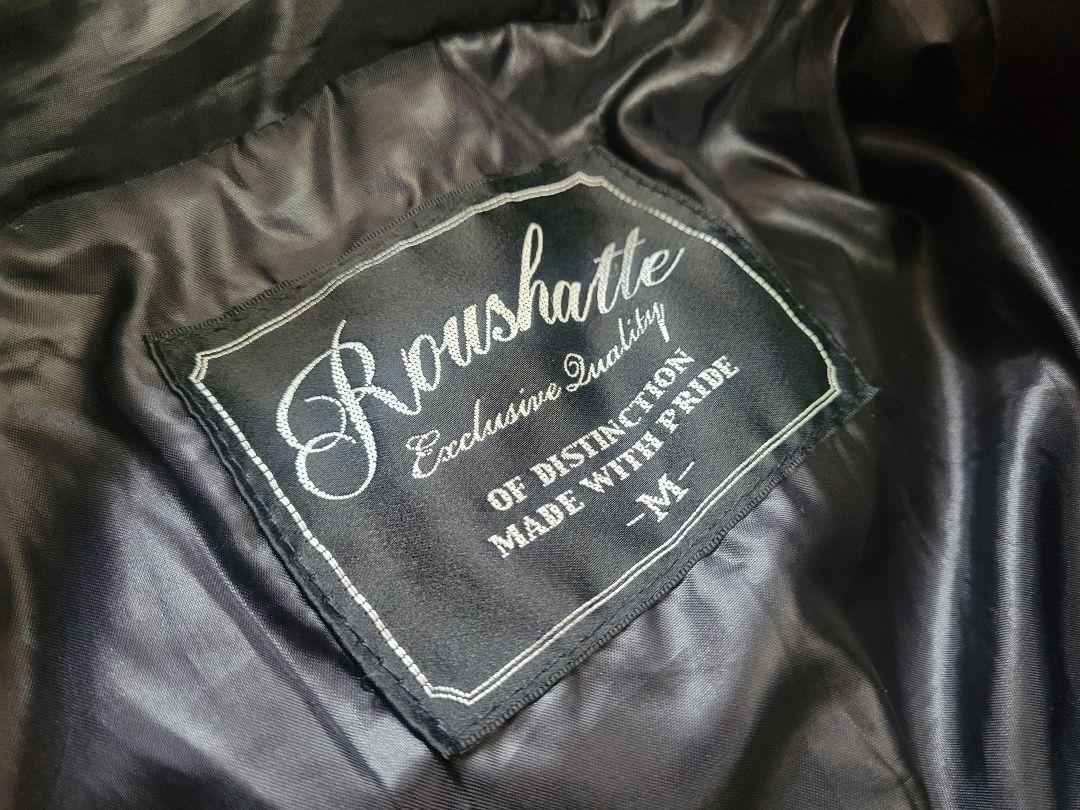 Roushatte
Exclusive Quality
OF DISTINCTION
MADE WITH PRIDE
-M-